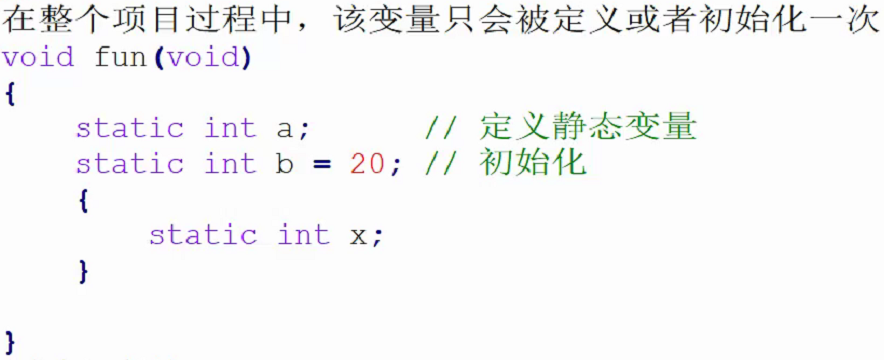 在整个项目过程中，该变量只会被定义或者初始化一次
void fun(void)
{
    static int a;       // 定义静态变量
    static int b = 20; // 初始化
    {
        static int x;
    }
}